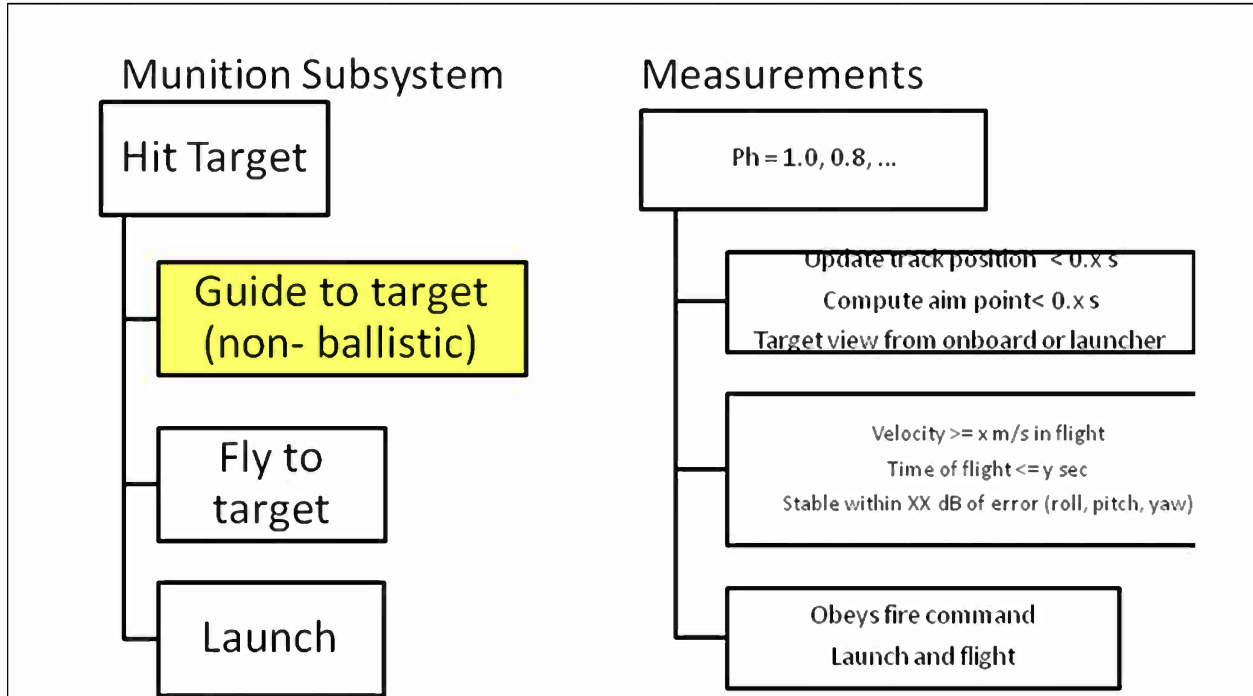 Munition Subsystem
Hit Target
Guide to target
(non- ballistic)
Fly to
target
Launch
Measurements
Ph = 1.0, 0.8, ...
Update track position < 0.x s
Compute aim point< 0.x s
Target view from onboard or launcher
Velocity >= x m/s in flight
Time of flight <= y sec
Stable within XX dB of error (roll, pitch, yaw)
Obeys fire command
Launch and flight